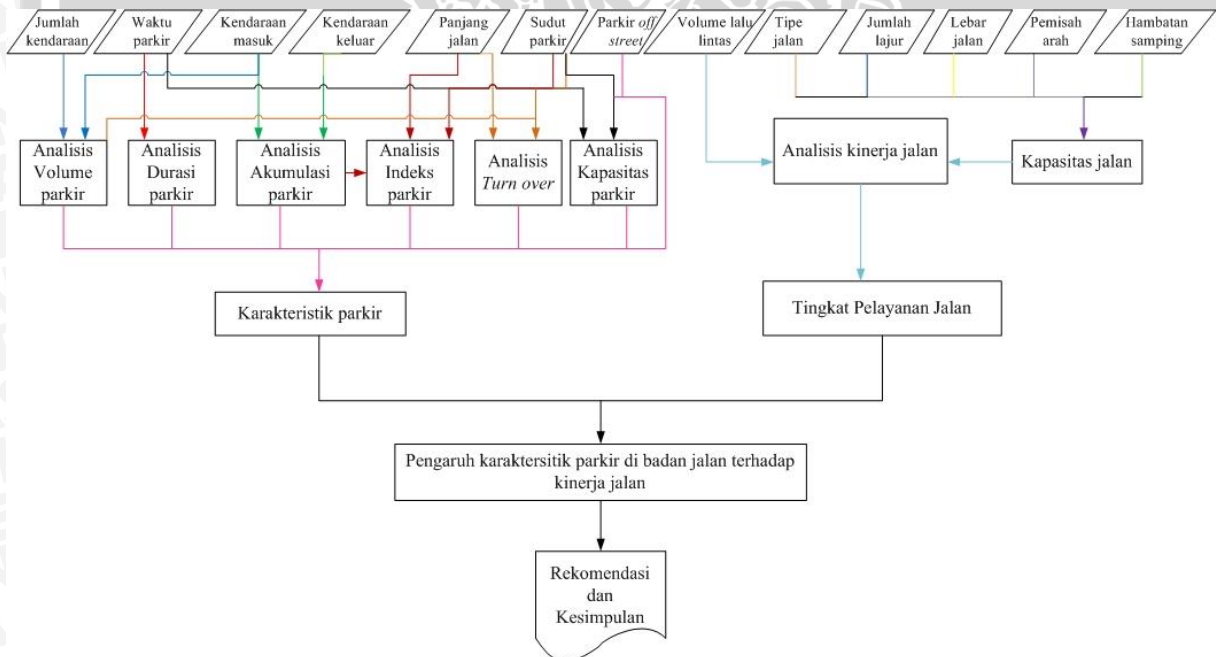 Jumlah
kendaraan
Waktu
parkir
Kendaraan
masuk
Kendaraan
keluar
Panjang
jalan
Sudut
parkir
Parkir off
street
Volume lalu
lintas
Tipe
jalan
Jumlah
lajur
Lebar
jalan
Pemisah
arah
Hambatan
samping
Analisis
Volume
parkir
Analisis
Durasi
parkir
Analisis
Akumulasi
parkir
Analisis
Indeks
parkir
Analisis
Turn over
Analisis
Kapasitas
parkir
Analisis kinerja jalan
Kapasitas jalan
Karakteristik parkir
Tingkat Pelayanan Jalan
Pengaruh karaktersitik parkir di badan jalan terhadap
kinerja jalan
Rekomendasi
dan
Kesimpulan